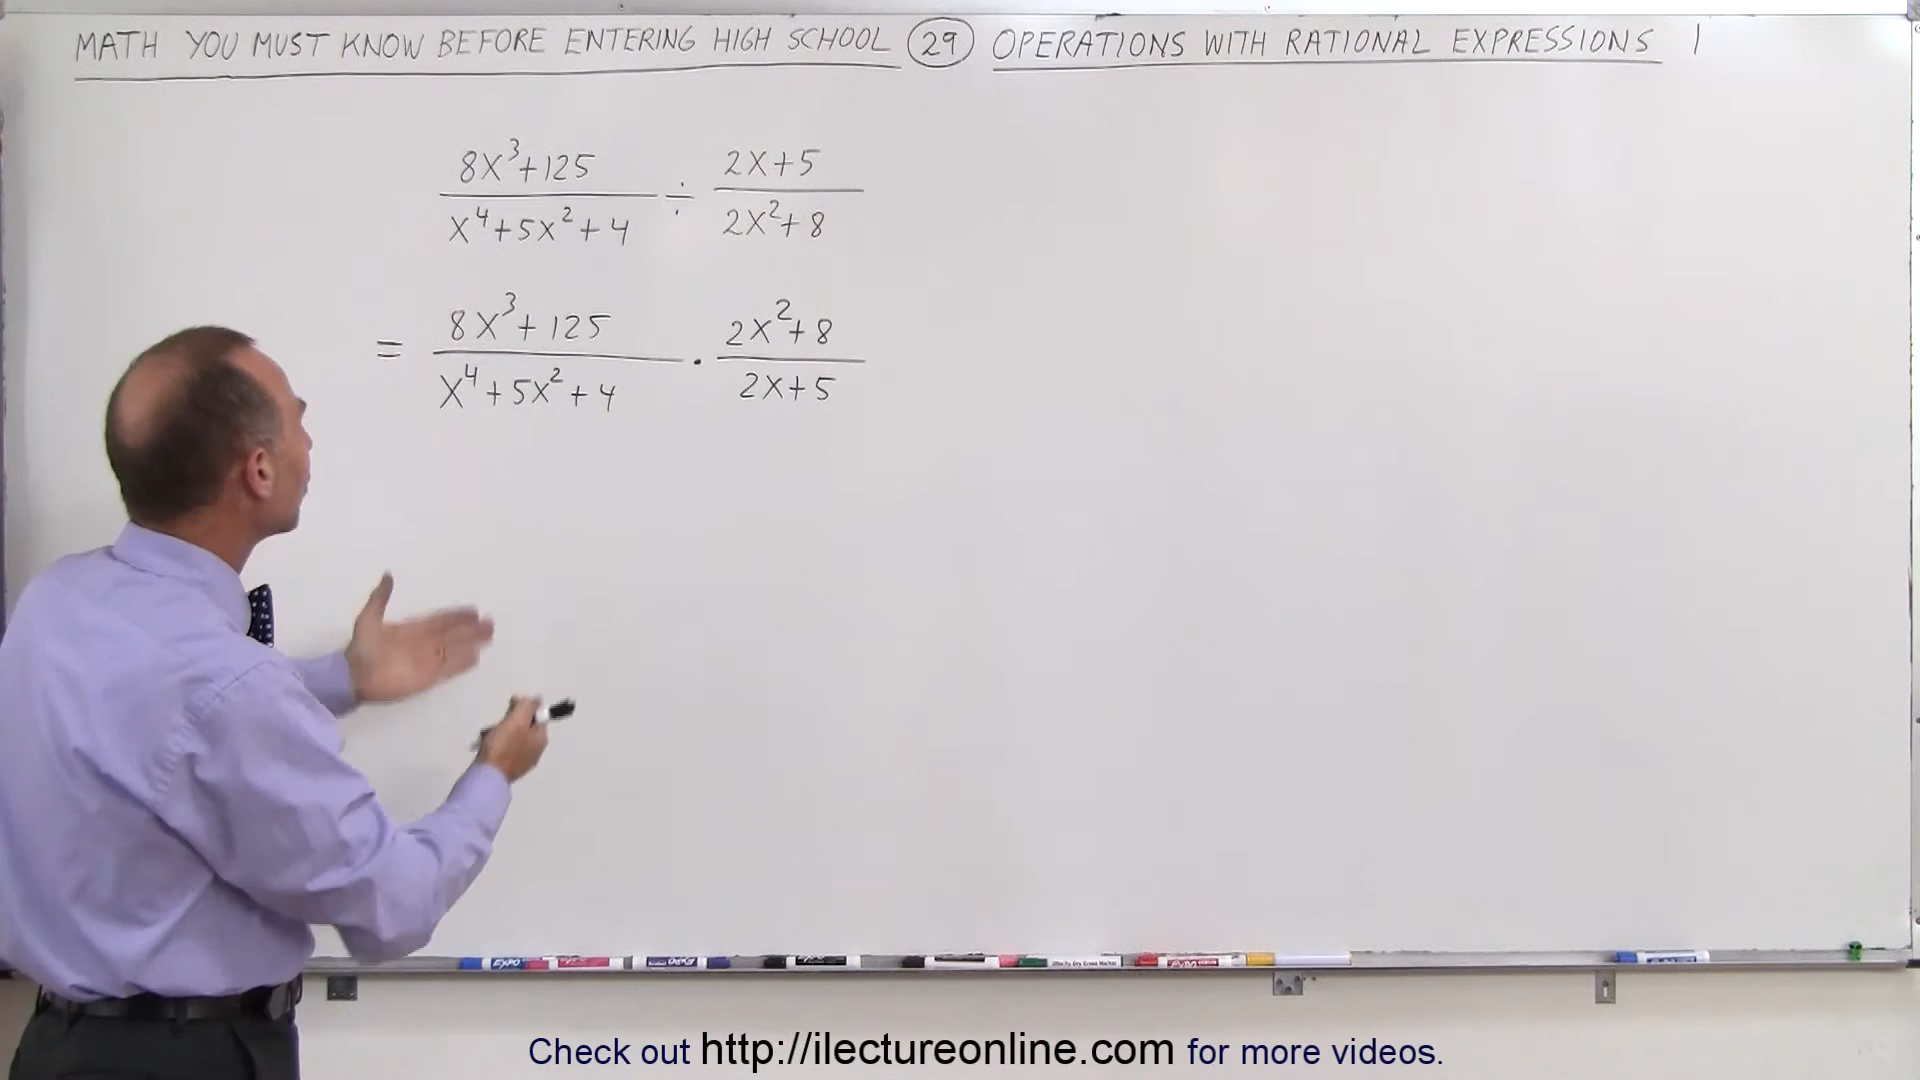 MATH YOU MUST KNOW BEFORE ENTERING HIGH SCHOOL 29 OPERATIONS WITH RATIONAL EXPRESSIONS 1
8X³+125 2X+5
÷
X⁴+5X²+4 2X²+8
8X³+125 2X²+8
= ·
X⁴+5X²+4 2X+5
EXPO EXPO
Check out http://ilectureonline.com for more videos.